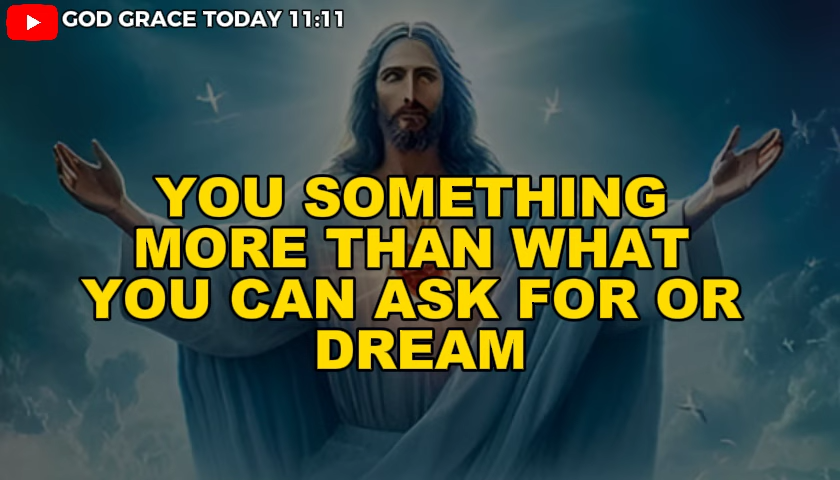 GOD GRACE TODAY 11:11
YOU SOMETHING
MORE THAN WHAT
YOU CAN ASK FOR OR
DREAM